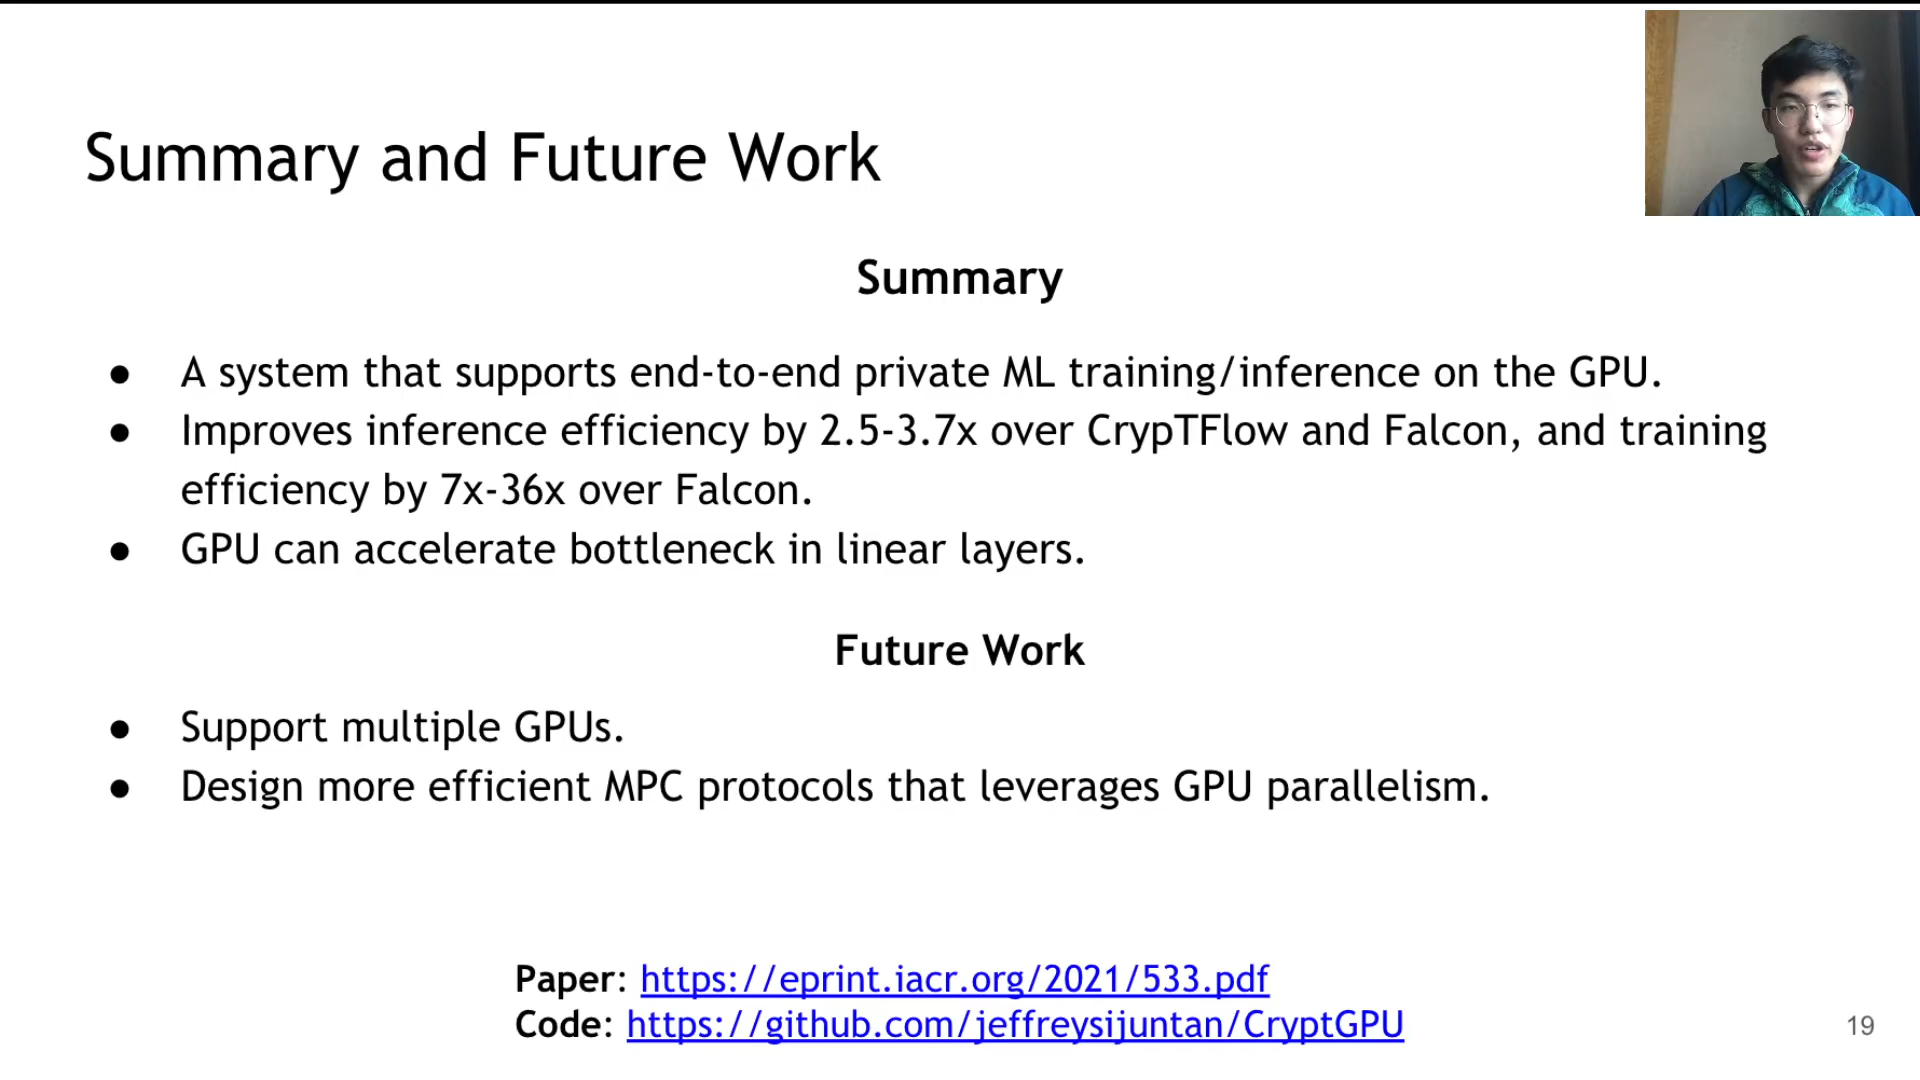 Summary and Future Work
Summary
● A system that supports end-to-end private ML training/inference on the GPU.
● Improves inference efficiency by 2.5-3.7x over CrypTFlow and Falcon, and training
efficiency by 7x-36x over Falcon.
● GPU can accelerate bottleneck in linear layers.
Future Work
● Support multiple GPUs.
● Design more efficient MPC protocols that leverages GPU parallelism.
Paper: https://eprint.iacr.org/2021/533.pdf
Code: https://github.com/jeffreysijuntan/CryptGPU
19